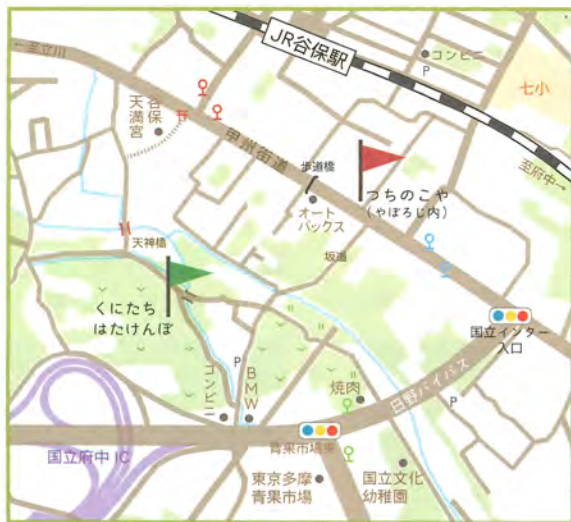 JR谷保駅
コンビニ
P
七小
←至立川
谷保
天満宮
甲州街道
歩道橋
つちのこや
(やぼろじ内)
至府中→
オート
バックス
天神橋
坂道
くにたち
はたけんぼ
国立インター
入口
P
コンビニ
BMW
焼肉
日野バイパス
P
国立府中IC
青果市場東
東京多摩
青果市場
国立文化
幼稚園